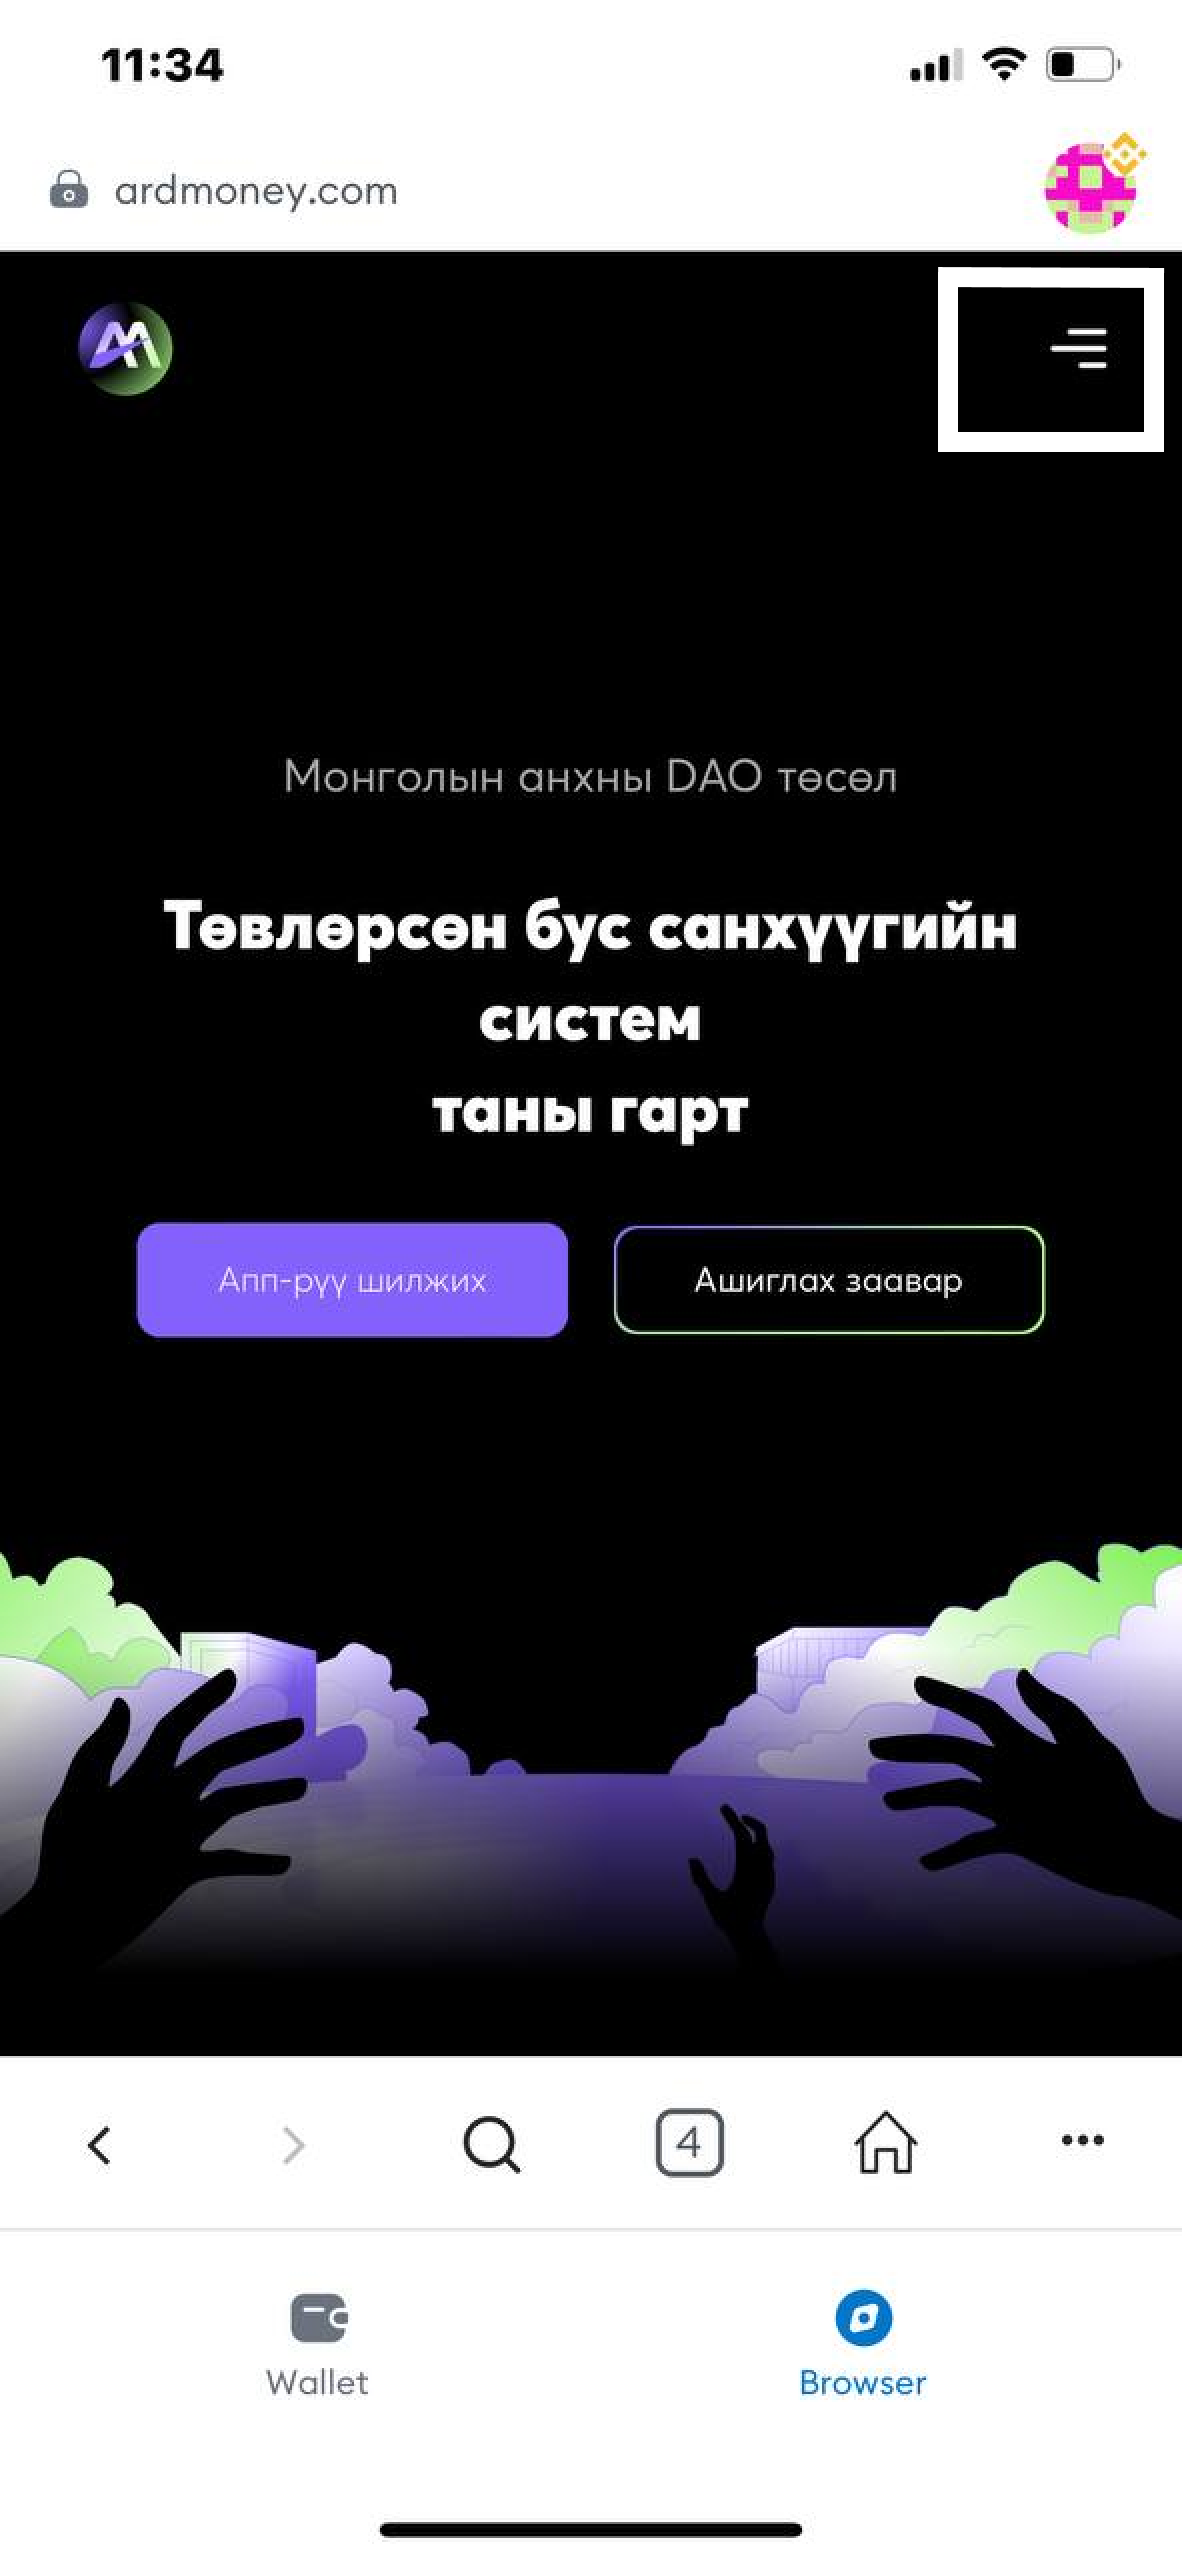 11:34
ardmoney.com
Монголын анхны DAO төсөл
Төвлөрсөн бус санхүүгийн
систем
таны гарт
Апп-рүү шилжих
Ашиглах заавар
4
Wallet
Browser